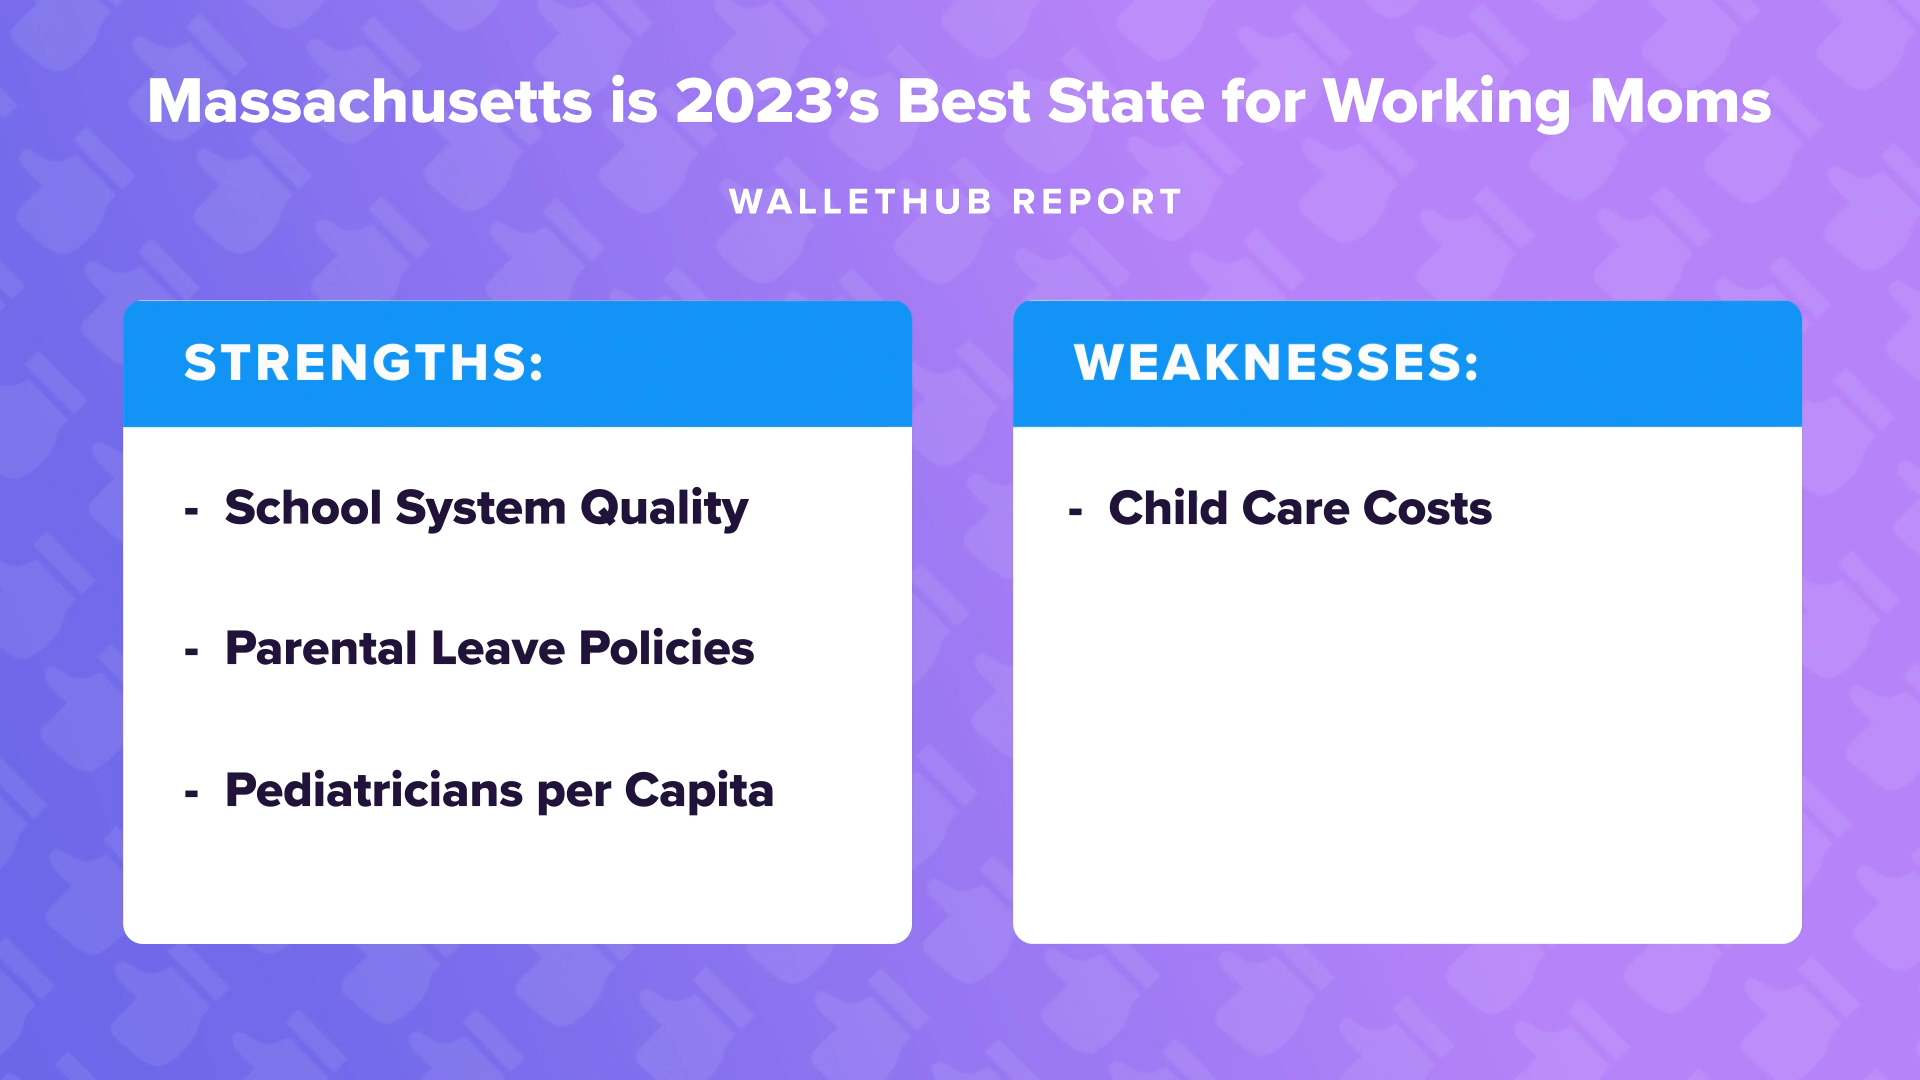 Massachusetts is 2023’s Best State for Working Moms
WALLETHUB REPORT
STRENGTHS:
- School System Quality
- Parental Leave Policies
- Pediatricians per Capita
WEAKNESSES:
- Child Care Costs